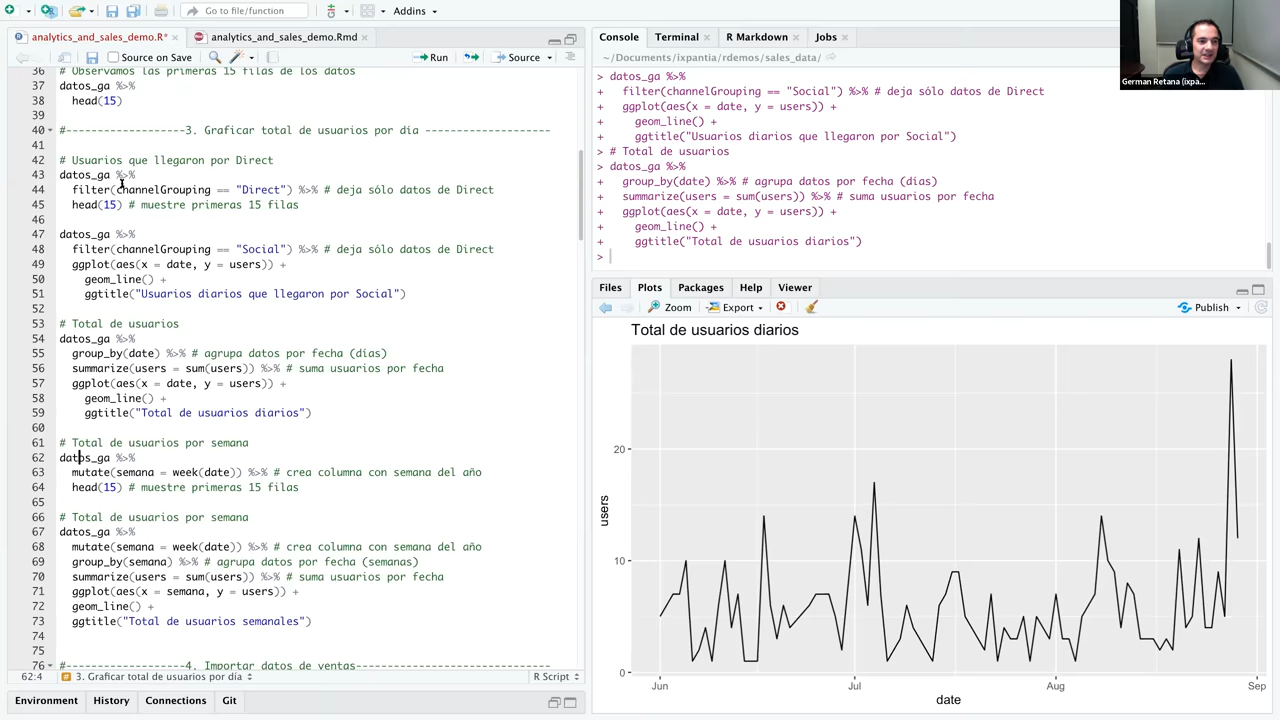 Go to file/function
Addins
analytics_and_sales_demo.R*
analytics_and_sales_demo.Rmd
Source on Save
Run
Source
36 # Observamos las primeras 15 filas de los datos
37 datos_ga %>%
38 head(15)
39
40 #------------------3. Graficar total de usuarios por día -------------------
41
42 # Usuarios que llegaron por Direct
43 datos_ga %>%
44 filter(channelGrouping == "Direct") %>% # deja sólo datos de Direct
45 head(15) # muestre primeras 15 filas
46
47 datos_ga %>%
48 filter(channelGrouping == "Social") %>% # deja sólo datos de Direct
49 ggplot(aes(x = date, y = users)) +
50 geom_line() +
51 ggtitle("Usuarios diarios que llegaron por Social")
52
53 # Total de usuarios
54 datos_ga %>%
55 group_by(date) %>% # agrupa datos por fecha (días)
56 summarize(users = sum(users)) %>% # suma usuarios por fecha
57 ggplot(aes(x = date, y = users)) +
58 geom_line() +
59 ggtitle("Total de usuarios diarios")
60
61 # Total de usuarios por semana
62 datos_ga %>%
63 mutate(semana = week(date)) %>% # crea columna con semana del año
64 head(15) # muestre primeras 15 filas
65
66 # Total de usuarios por semana
67 datos_ga %>%
68 mutate(semana = week(date)) %>% # crea columna con semana del año
69 group_by(semana) %>% # agrupa datos por fecha (semanas)
70 summarize(users = sum(users)) %>% # suma usuarios por fecha
71 ggplot(aes(x = semana, y = users)) +
72 geom_line() +
73 ggtitle("Total de usuarios semanales")
74
75
76 #------------------4. Importar datos de ventas-----------------------------
62:4
3. Graficar total de usuarios por día
R Script
Environment
History
Connections
Git
Console
Terminal
R Markdown
Jobs
~/Documents/ixpantia/rdemos/sales_data/
> datos_ga %>%
+ filter(channelGrouping == "Social") %>% # deja sólo datos de Direct
+ ggplot(aes(x = date, y = users)) +
+ geom_line() +
+ ggtitle("Usuarios diarios que llegaron por Social")
> # Total de usuarios
> datos_ga %>%
+ group_by(date) %>% # agrupa datos por fecha (días)
+ summarize(users = sum(users)) %>% # suma usuarios por fecha
+ ggplot(aes(x = date, y = users)) +
+ geom_line() +
+ ggtitle("Total de usuarios diarios")
>
Files
Plots
Packages
Help
Viewer
Zoom
Export
Publish
Total de usuarios diarios
users
20
10
0
Jun
Jul
Aug
Sep
date
German Retana (ixpa...